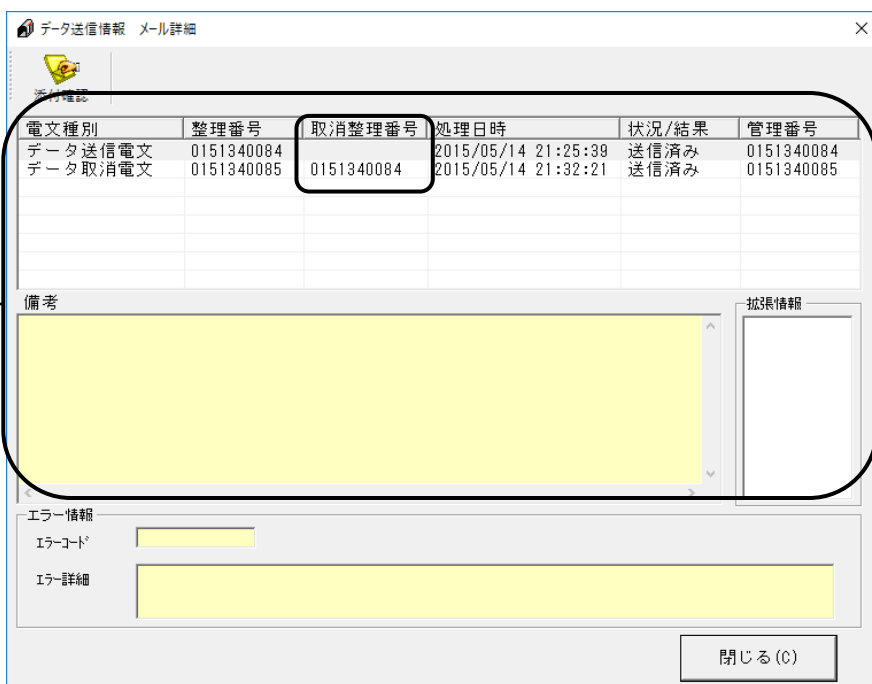 データ送信情報 メール詳細
添付確認
電文種別 整理番号 取消整理番号 処理日時 状況/結果 管理番号
データ送信電文 0151340084 2015/05/14 21:25:39 送信済み 0151340084
データ取消電文 0151340085 0151340084 2015/05/14 21:32:21 送信済み 0151340085
備考 拡張情報
エラー情報
エラーコード
エラー詳細
閉じる(C)